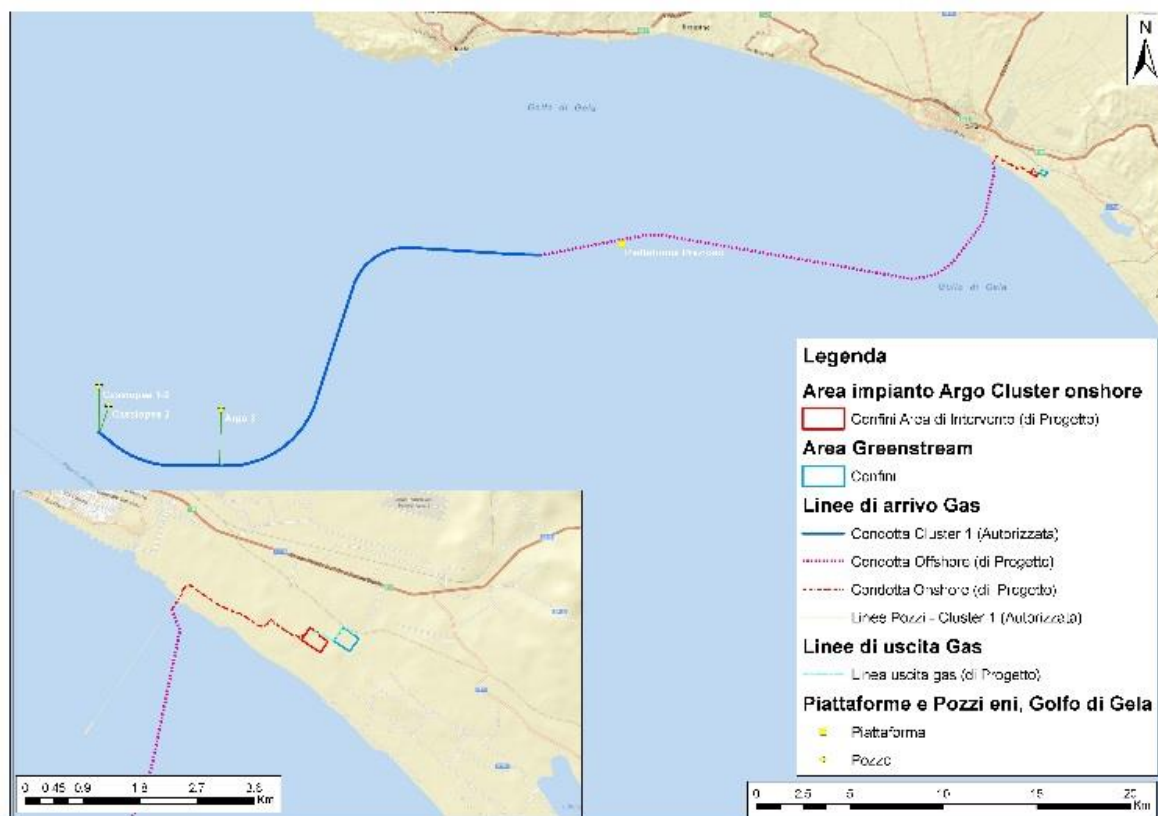 N
Golfo di Gela
Piattaforma Prezioso
Golfo di Gela
Cassiopea 1-3
Cassiopea 2
Argo 2
Legenda
Area impianto Argo Cluster onshore
Confini Area di Intervento (di Progetto)
Area Greenstream
Confini
Linee di arrivo Gas
Condotta Cluster 1 (Autorizzata)
Condotta Offshore (di Progetto)
Condotta Onshore (di Progetto)
Linee Pozzi - Cluster 1 (Autorizzata)
Linee di uscita Gas
Linea uscita gas (di Progetto)
Piattaforme e Pozzi eni, Golfo di Gela
Piattaforma
Pozzo
0 0.45 0.9 1.8 2.7 3.6
Km
0 2.5 5 10 15 20
Km